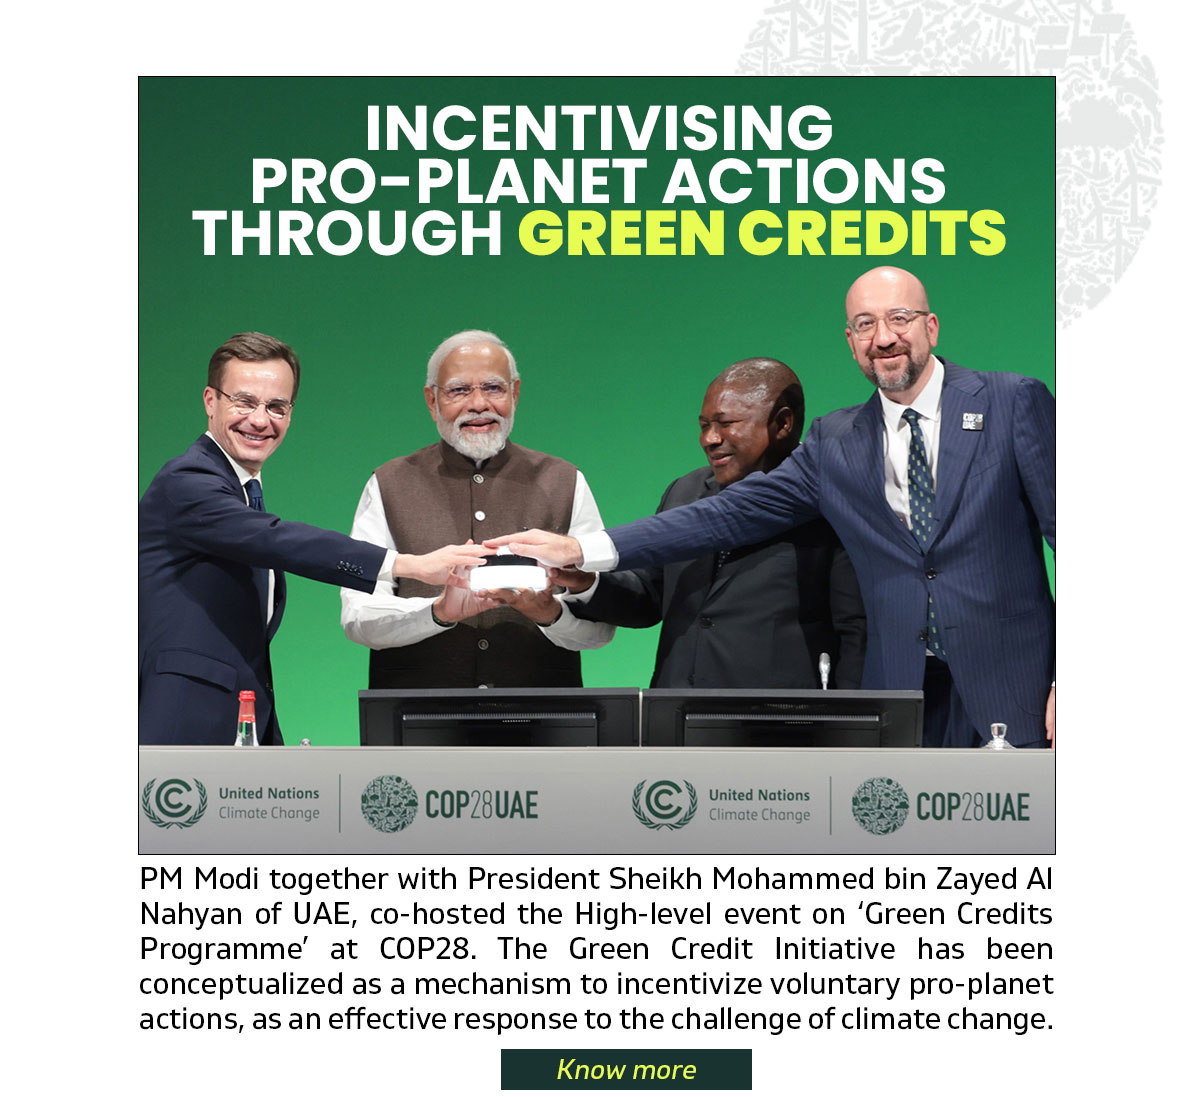 INCENTIVISING
PRO-PLANET ACTIONS
THROUGH GREEN CREDITS
COP28
UAE
United Nations
Climate Change
COP28UAE
United Nations
Climate Change
COP28UAE
PM Modi together with President Sheikh Mohammed bin Zayed Al
Nahyan of UAE, co-hosted the High-level event on ‘Green Credits
Programme’ at COP28. The Green Credit Initiative has been
conceptualized as a mechanism to incentivize voluntary pro-planet
actions, as an effective response to the challenge of climate change.
Know more